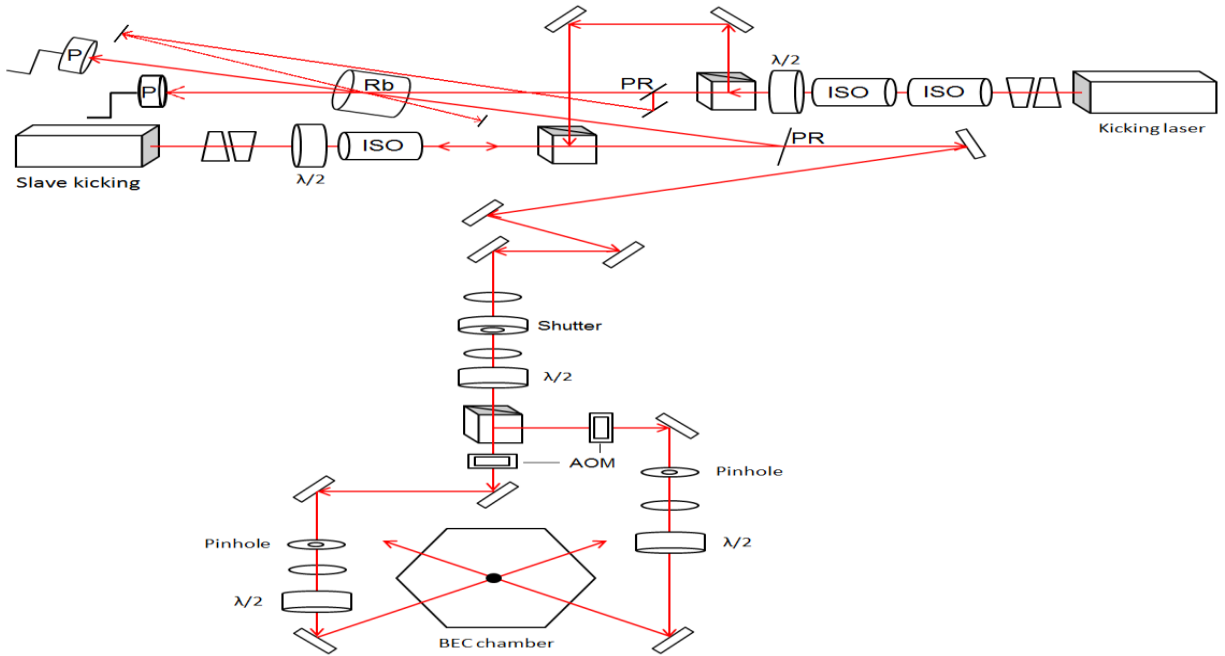 P
λ/2
Rb
PR
P
ISO
ISO
Kicking laser
ISO
PR
Slave kicking
λ/2
Shutter
λ/2
AOM
Pinhole
Pinhole
λ/2
λ/2
BEC chamber